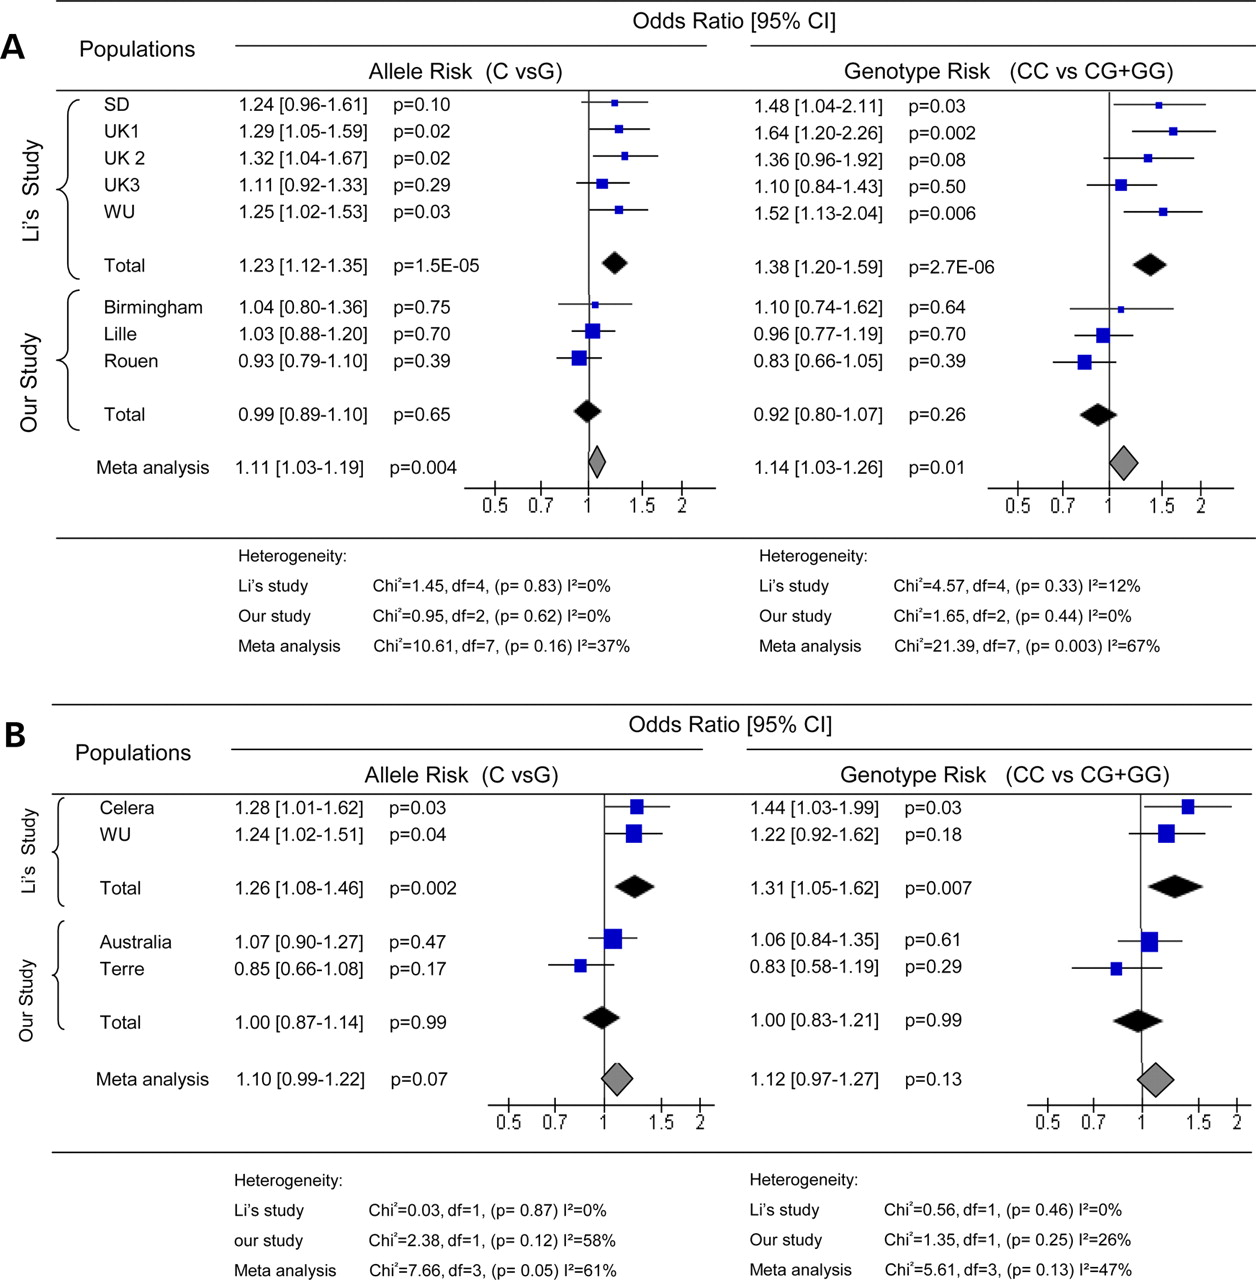 A
Odds Ratio [95% CI]
Populations
Allele Risk (C vsG) Genotype Risk (CC vs CG+GG)
Li's Study
SD 1.24 [0.96-1.61] p=0.10 1.48 [1.04-2.11] p=0.03
UK1 1.29 [1.05-1.59] p=0.02 1.64 [1.20-2.26] p=0.002
UK 2 1.32 [1.04-1.67] p=0.02 1.36 [0.96-1.92] p=0.08
UK3 1.11 [0.92-1.33] p=0.29 1.10 [0.84-1.43] p=0.50
WU 1.25 [1.02-1.53] p=0.03 1.52 [1.13-2.04] p=0.006
Total 1.23 [1.12-1.35] p=1.5E-05 1.38 [1.20-1.59] p=2.7E-06
Our Study
Birmingham 1.04 [0.80-1.36] p=0.75 1.10 [0.74-1.62] p=0.64
Lille 1.03 [0.88-1.20] p=0.70 0.96 [0.77-1.19] p=0.70
Rouen 0.93 [0.79-1.10] p=0.39 0.83 [0.66-1.05] p=0.39
Total 0.99 [0.89-1.10] p=0.65 0.92 [0.80-1.07] p=0.26
Meta analysis 1.11 [1.03-1.19] p=0.004 1.14 [1.03-1.26] p=0.01
0.5 0.7 1 1.5 2 0.5 0.7 1 1.5 2
Heterogeneity: Heterogeneity:
Li's study Chi²=1.45, df=4, (p= 0.83) I²=0% Li's study Chi²=4.57, df=4, (p= 0.33) I²=12%
Our study Chi²=0.95, df=2, (p= 0.62) I²=0% Our study Chi²=1.65, df=2, (p= 0.44) I²=0%
Meta analysis Chi²=10.61, df=7, (p= 0.16) I²=37% Meta analysis Chi²=21.39, df=7, (p= 0.003) I²=67%
B
Odds Ratio [95% CI]
Populations
Allele Risk (C vsG) Genotype Risk (CC vs CG+GG)
Li's Study
Celera 1.28 [1.01-1.62] p=0.03 1.44 [1.03-1.99] p=0.03
WU 1.24 [1.02-1.51] p=0.04 1.22 [0.92-1.62] p=0.18
Total 1.26 [1.08-1.46] p=0.002 1.31 [1.05-1.62] p=0.007
Our Study
Australia 1.07 [0.90-1.27] p=0.47 1.06 [0.84-1.35] p=0.61
Terre 0.85 [0.66-1.08] p=0.17 0.83 [0.58-1.19] p=0.29
Total 1.00 [0.87-1.14] p=0.99 1.00 [0.83-1.21] p=0.99
Meta analysis 1.10 [0.99-1.22] p=0.07 1.12 [0.97-1.27] p=0.13
0.5 0.7 1 1.5 2 0.5 0.7 1 1.5 2
Heterogeneity: Heterogeneity:
Li's study Chi²=0.03, df=1, (p= 0.87) I²=0% Li's study Chi²=0.56, df=1, (p= 0.46) I²=0%
our study Chi²=2.38, df=1, (p= 0.12) I²=58% Our study Chi²=1.35, df=1, (p= 0.25) I²=26%
Meta analysis Chi²=7.66, df=3, (p= 0.05) I²=61% Meta analysis Chi²=5.61, df=3, (p= 0.13) I²=47%